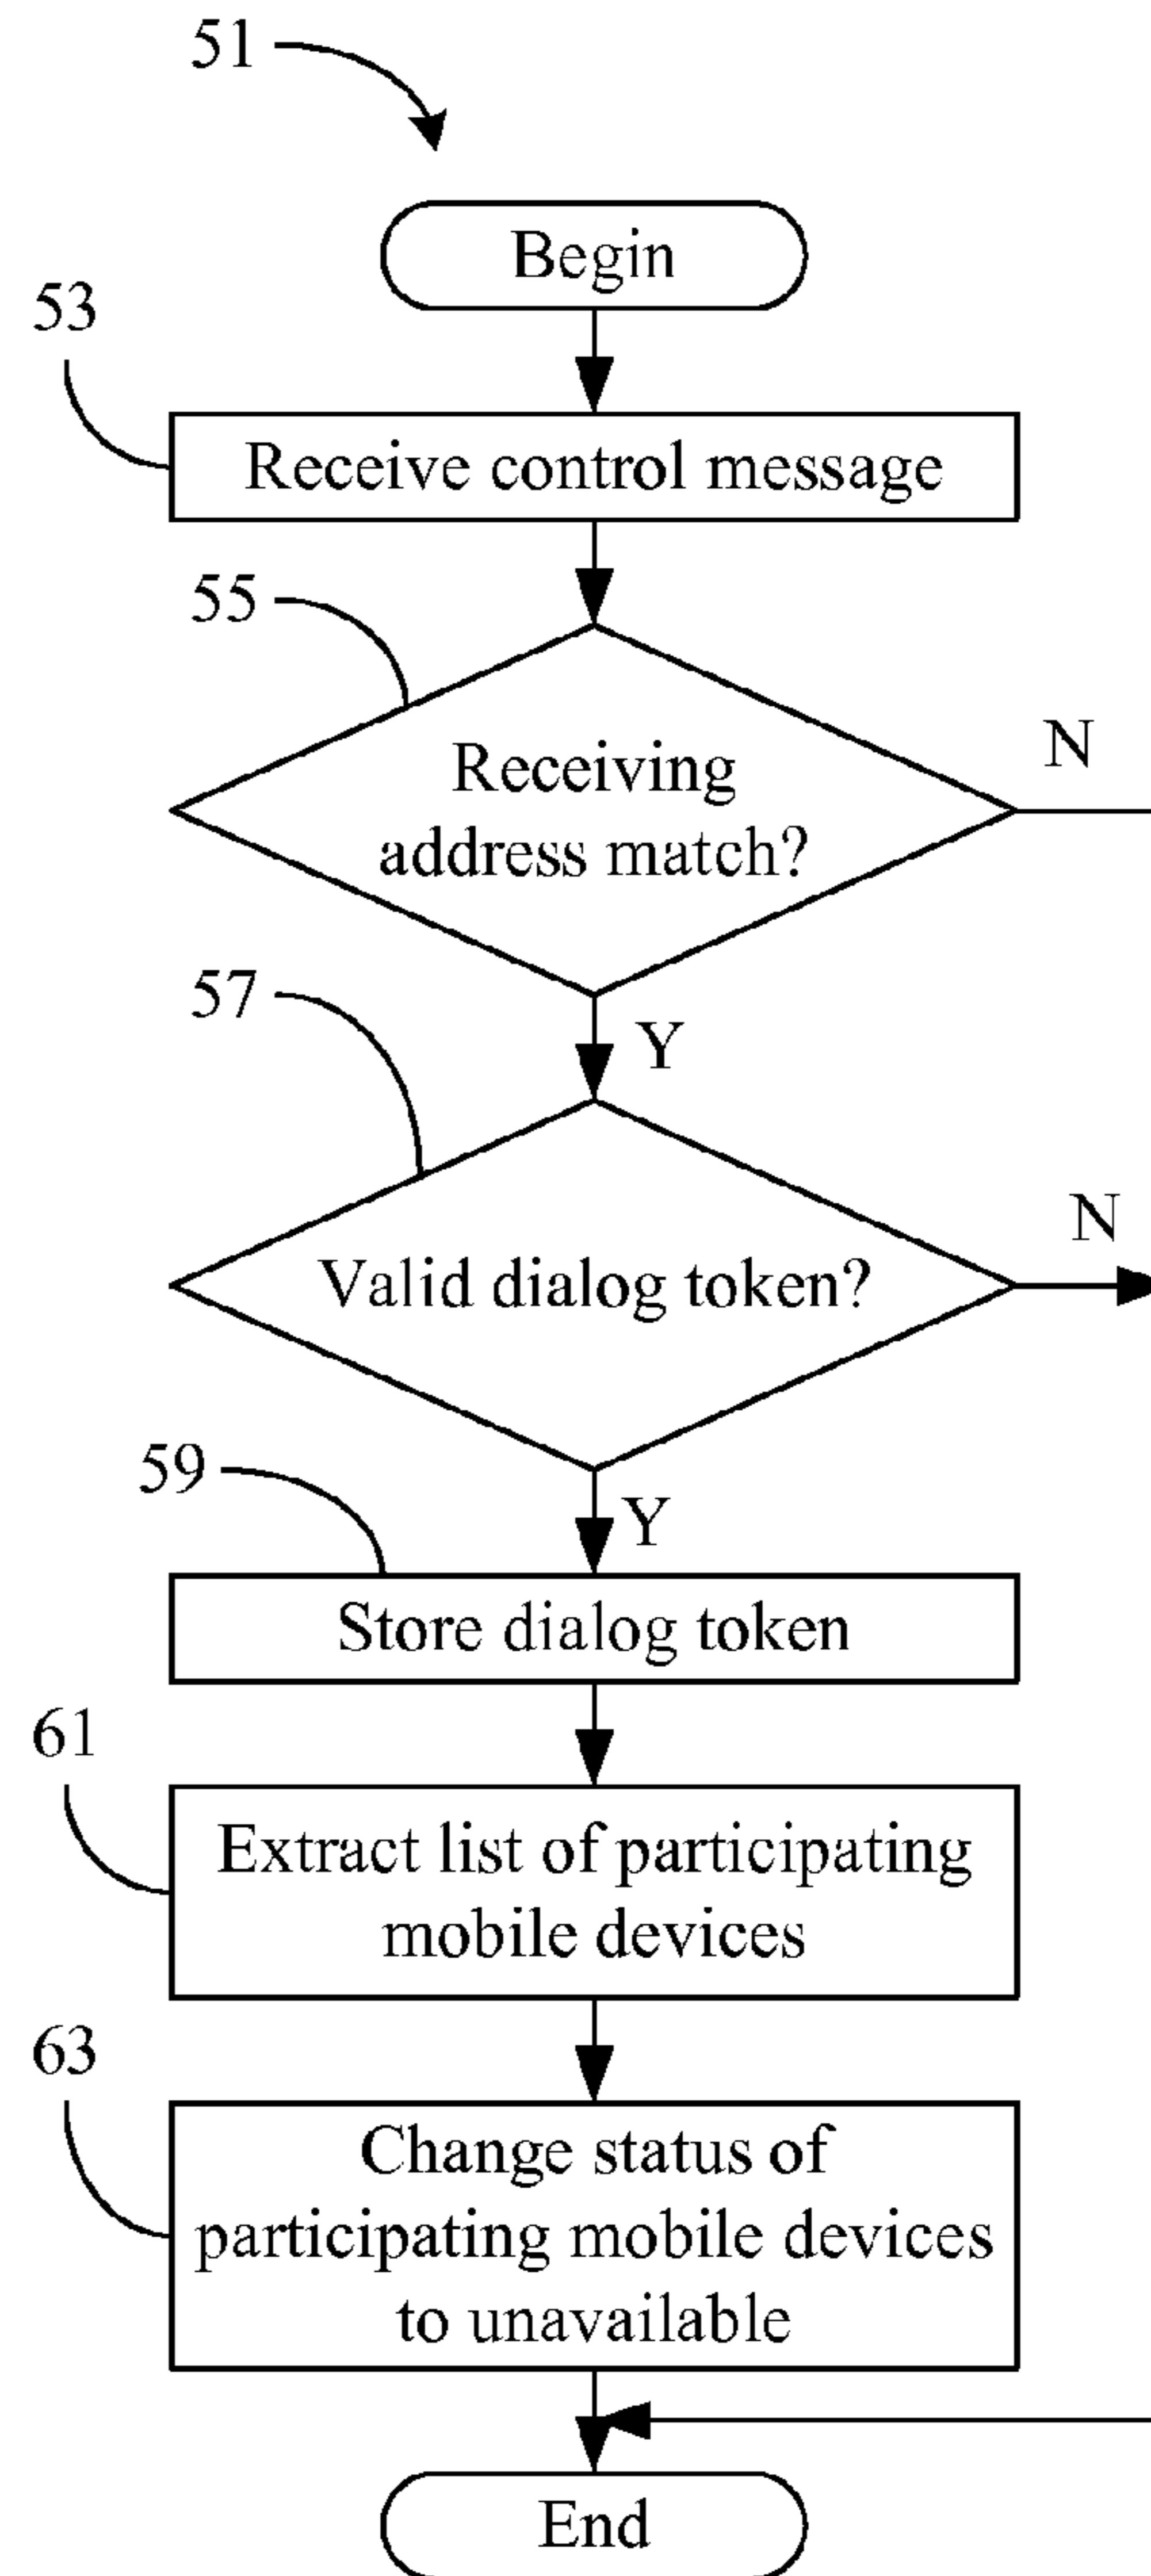 51
Begin
53
Receive control message
55
Receiving
address match?
N
57
Y
Valid dialog token?
N
59
Y
Store dialog token
61
Extract list of participating
mobile devices
63
Change status of
participating mobile devices
to unavailable
End